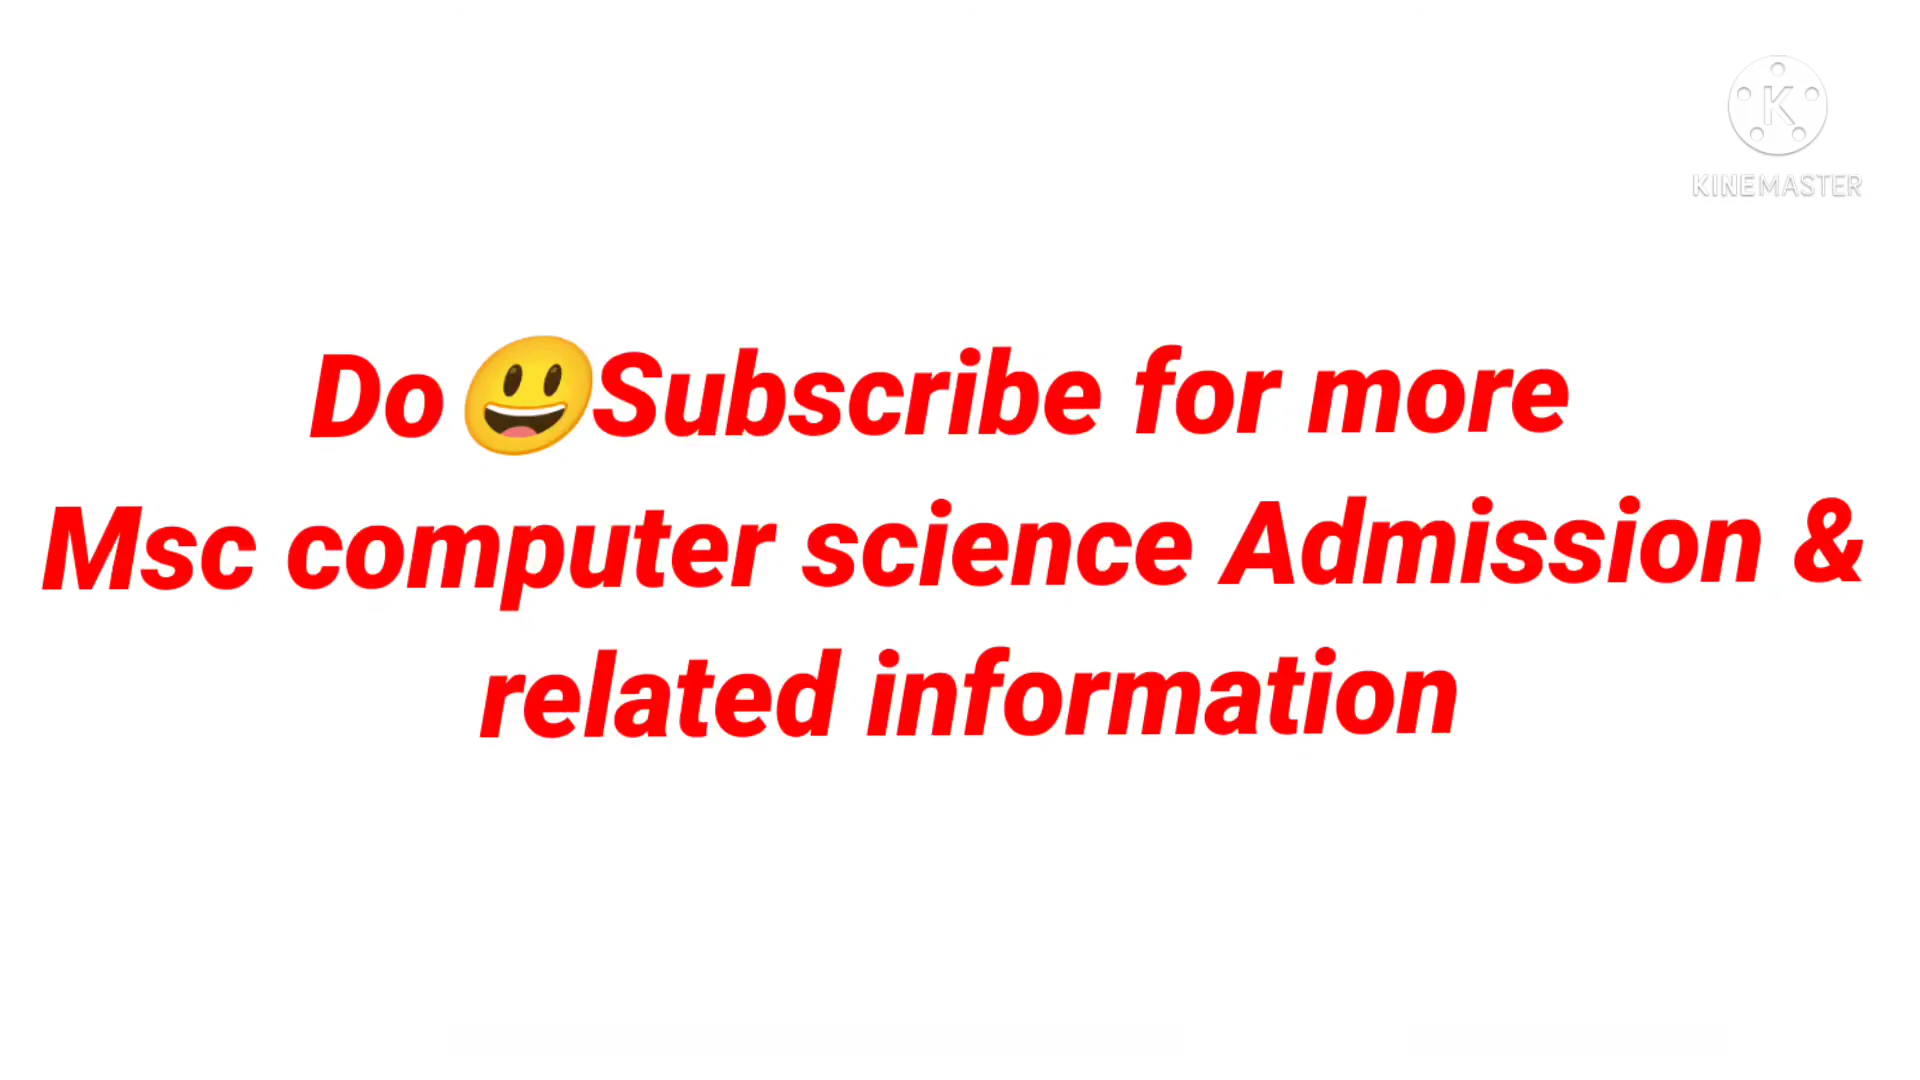 K
KINEMASTER
Do 😃Subscribe for more
Msc computer science Admission &
related information